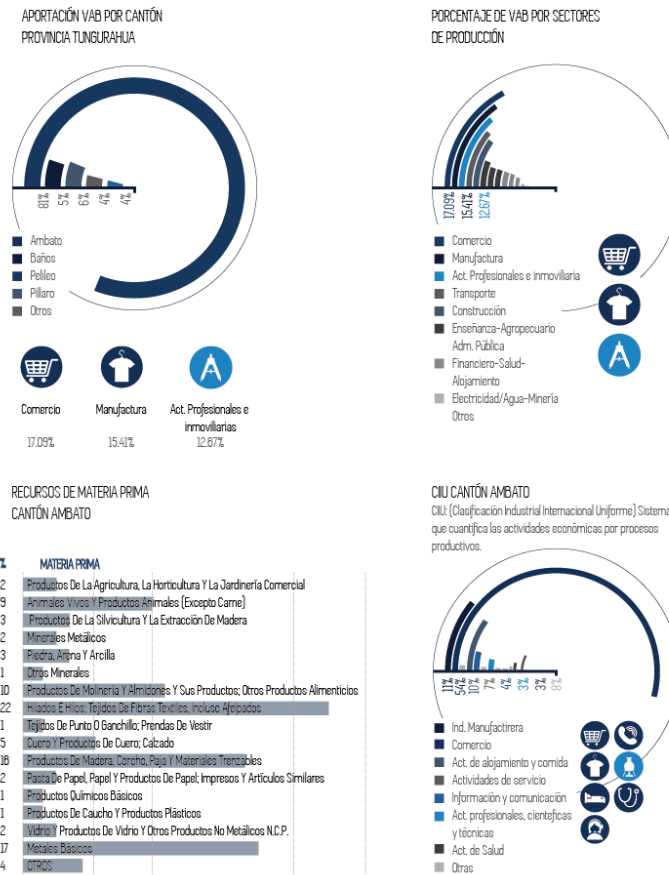 APORTACIÓN VAB POR CANTÓN
PROVINCIA TUNGURAHUA
81%
5%
6%
4%
4%
Ambato
Baños
Pelileo
Píllaro
Otros
Comercio
Manufactura
Act. Profesionales e
inmoviliarias
17.09%
15.41%
12.67%
PORCENTAJE DE VAB POR SECTORES
DE PRODUCCIÓN
17.09%
15.41%
12.67%
Comercio
Manufactura
Act. Profesionales e inmoviliaria
Transporte
Construcción
Enseñanza-Agropecuario
Adm. Pública
Financiero-Salud-
Alojamiento
Electricidad/Agua-Minería
Otros
RECURSOS DE MATERIA PRIMA
CANTÓN AMBATO
% MATERIA PRIMA
2 Productos De La Agricultura, La Horticultura Y La Jardinería Comercial
9 Animales Vivos Y Productos Animales (Excepto Carne)
3 Productos De La Silvicultura Y La Extracción De Madera
2 Minerales Metálicos
3 Piedra, Arena Y Arcilla
1 Otros Minerales
10 Productos De Molinería Y Almidones Y Sus Productos; Otros Productos Alimenticios
22 Hilados E Hilos; Tejidos De Fibras Textiles, Incluso Afelpados
1 Tejidos De Punto O Ganchillo; Prendas De Vestir
5 Cuero Y Productos De Cuero; Calzado
16 Productos De Madera, Corcho, Paja Y Materiales Trenzables
2 Pasta De Papel, Papel Y Productos De Papel; Impresos Y Artículos Similares
1 Productos Químicos Básicos
1 Productos De Caucho Y Productos Plásticos
2 Vidrio Y Productos De Vidrio Y Otros Productos No Metálicos N.C.P.
17 Metales Básicos
4 OTROS
CIIU CANTÓN AMBATO
CIIU: (Clasificación Industrial Internacional Uniforme) Sistema
que cuantifica las actividades económicas por procesos
productivos.
11%
54%
10%
7%
4%
3%
3%
8%
Ind. Manufactirera
Comercio
Act. de alojamiento y comida
Actividades de servicio
Información y comunicación
Act. profesionales, cientefficas
y técnicas
Act. de Salud
Otras